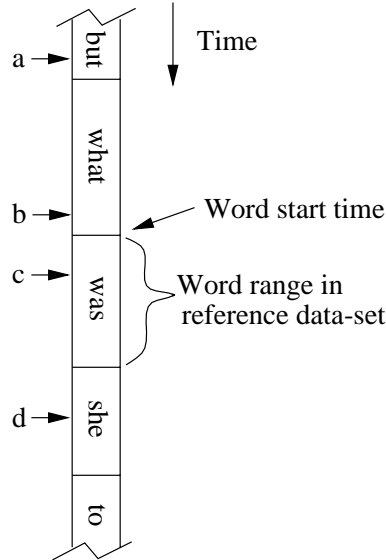 but
a
Time
what
b
Word start time
c
was
Word range in
reference data-set
d
she
to